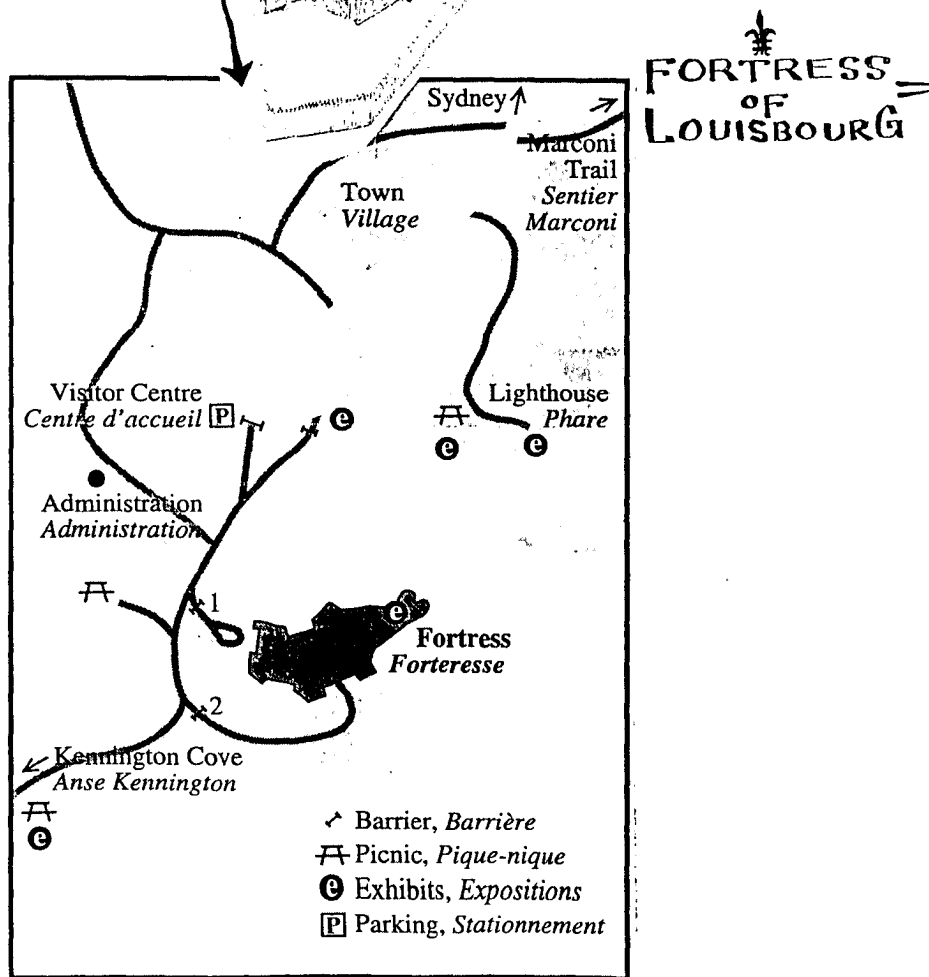 FORTRESS
OF
LOUISBOURG
Sydney
Marconi
Trail
Sentier
Marconi
Town
Village
Visitor Centre
Centre d'accueil P
e
Lighthouse
Phare
e
e
Administration
Administration
1
e
Fortress
Forteresse
2
Kennington Cove
Anse Kennington
e
Barrier, Barrière
Picnic, Pique-nique
e Exhibits, Expositions
P Parking, Stationnement